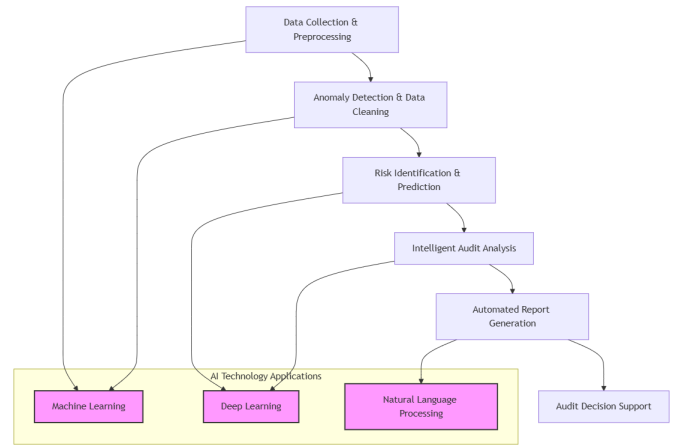 Data Collection &
Preprocessing
Anomaly Detection & Data
Cleaning
Risk Identification &
Prediction
Intelligent Audit Analysis
Automated Report
Generation
AI Technology Applications
Machine Learning
Deep Learning
Natural Language
Processing
Audit Decision Support